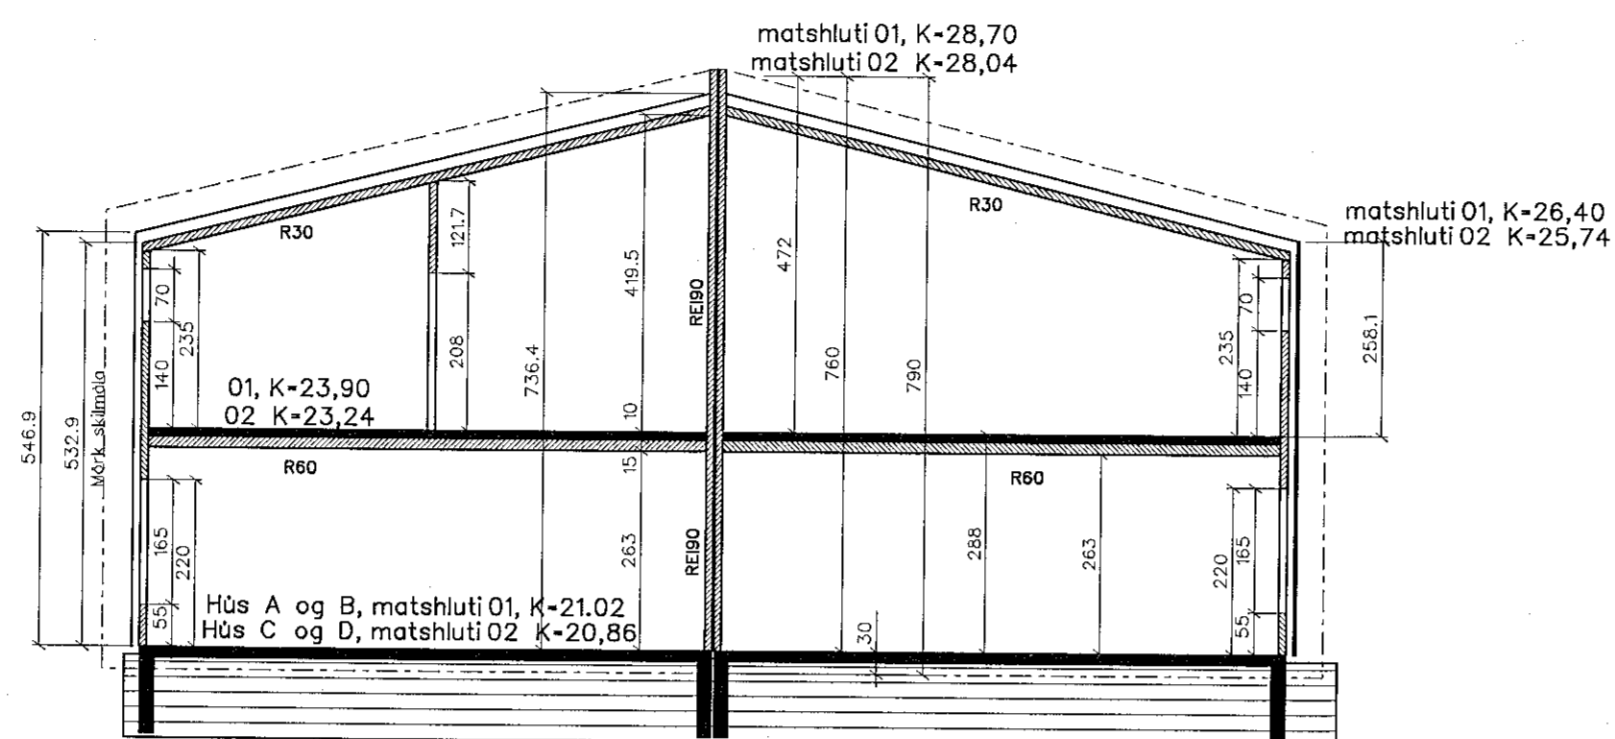 matshluti 01, K=28,70
matshluti 02 K=28,04
matshluti 01, K=26,40
matshluti 02 K=25,74
R30
R30
121.7
419.5
472
REI90
70
235
140
208
736.4
10
760
790
235
70
140
258.1
546.9
532.9
Mörk skilmála
01, K=23,90
02 K=23,24
R60
15
R60
165
220
55
263
REI90
288
263
220
165
55
30
Hús A og B, matshluti 01, K=21.02
Hús C og D, matshluti 02 K=20,86